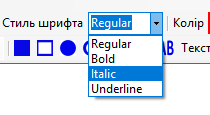 Стиль шрифта Regular Колір
Regular
Bold
Italic
Underline
AB Текст